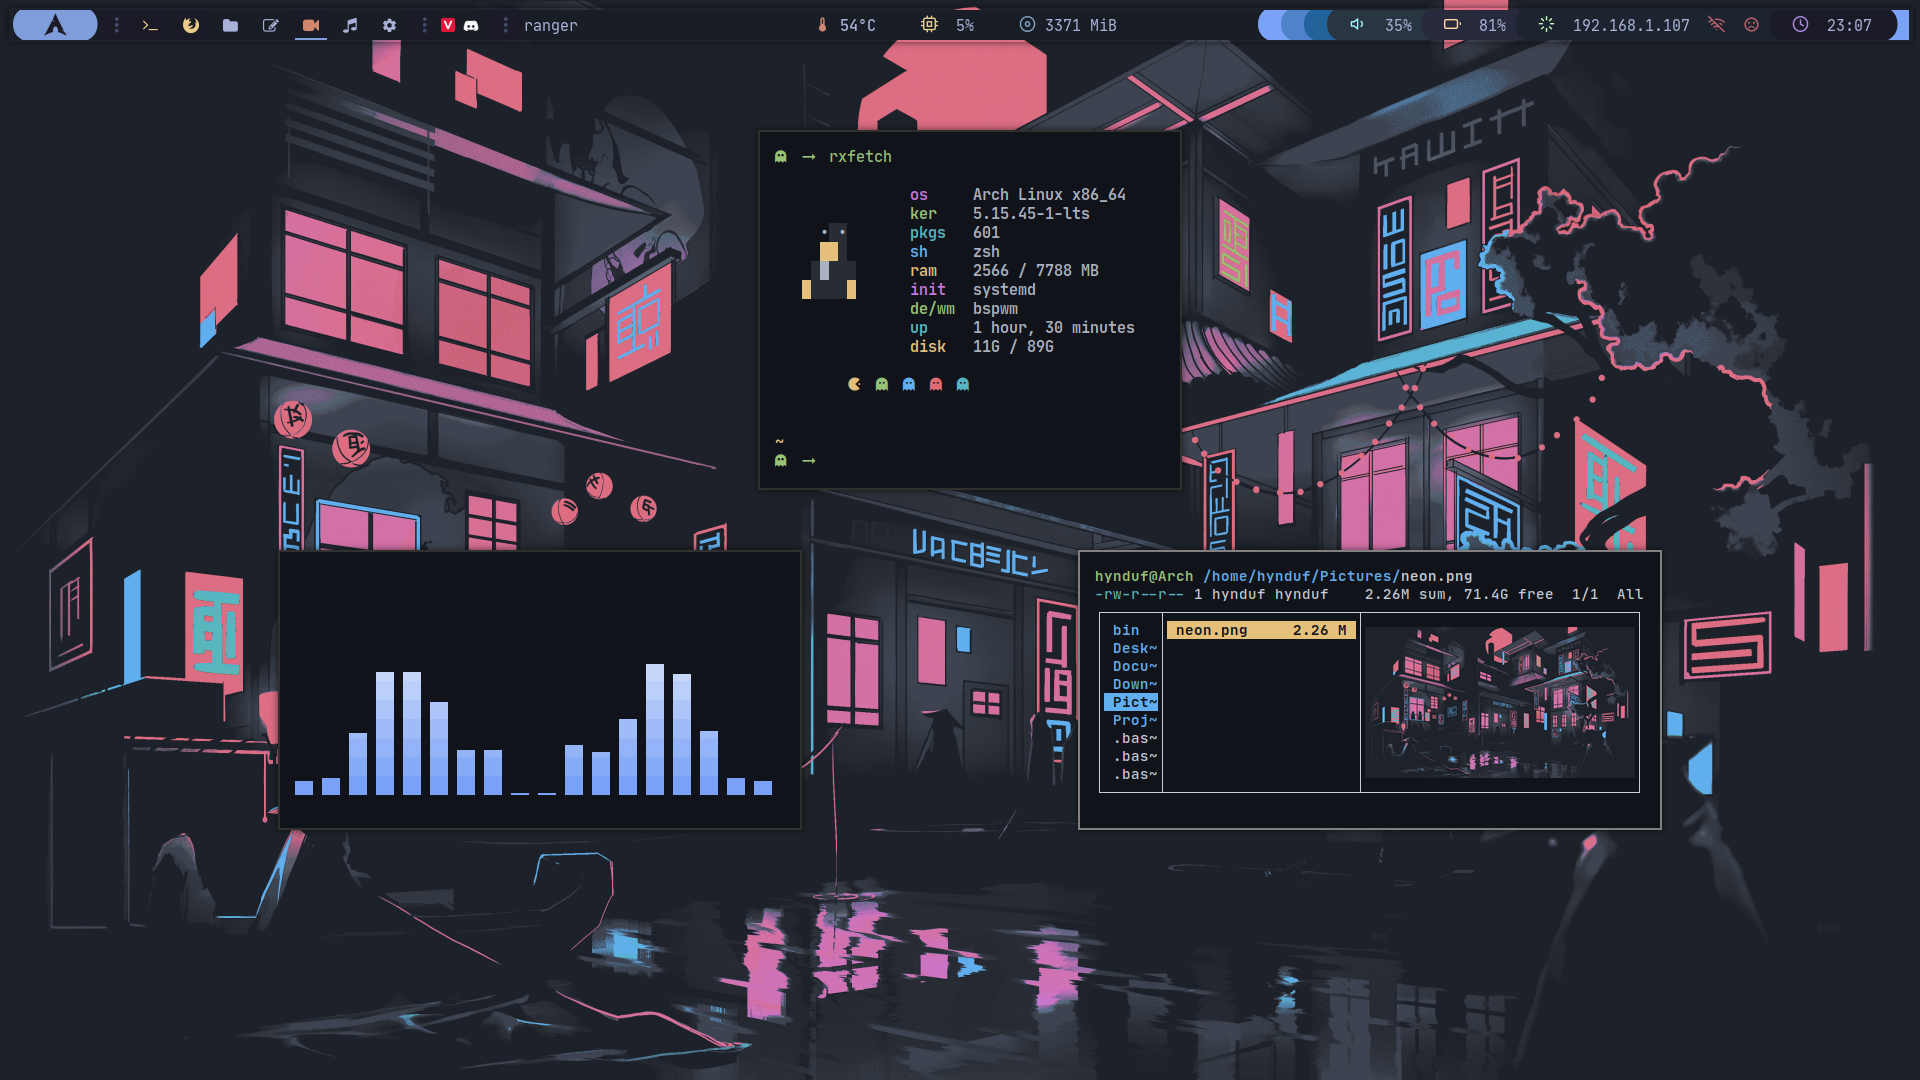 ranger
54°C
5%
3371 MiB
35%
81%
192.168.1.107
23:07
rxfetch
os Arch Linux x86_64
ker 5.15.45-1-lts
pkgs 601
sh zsh
ram 2566 / 7788 MB
init systemd
de/wm bspwm
up 1 hour, 30 minutes
disk 11G / 89G
~
hynduf@Arch /home/hynduf/Pictures/neon.png
-rw-r--r-- 1 hynduf hynduf 2.26M sum, 71.4G free 1/1 All
bin
Desk~
Docu~
Down~
Pict~
Proj~
.bas~
.bas~
.bas~
neon.png 2.26 M